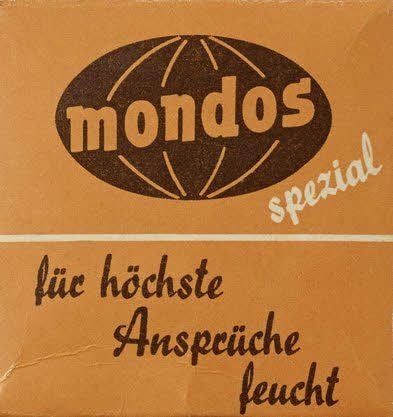 mondos
spezial
für höchste
Ansprüche
feucht